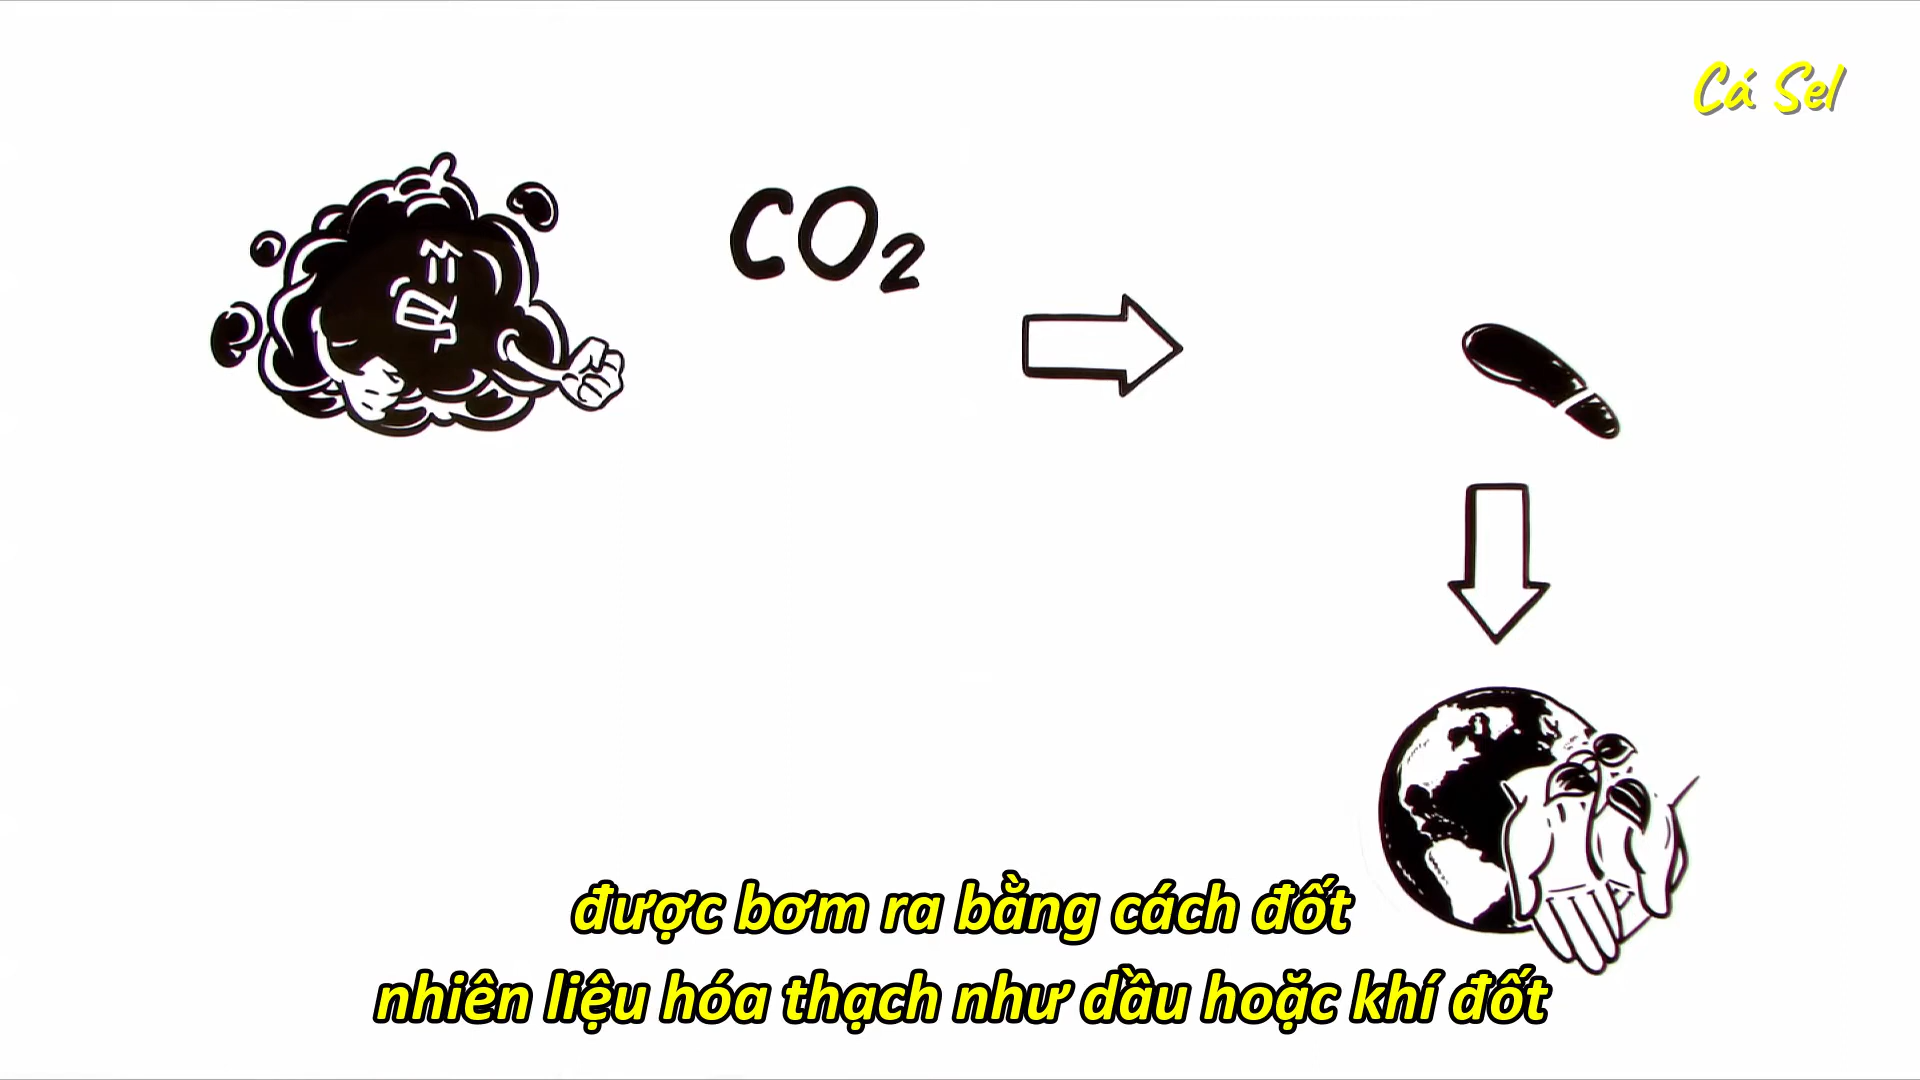 Cá Sel
CO₂
được bơm ra bằng cách đốt
nhiên liệu hóa thạch như dầu hoặc khí đốt